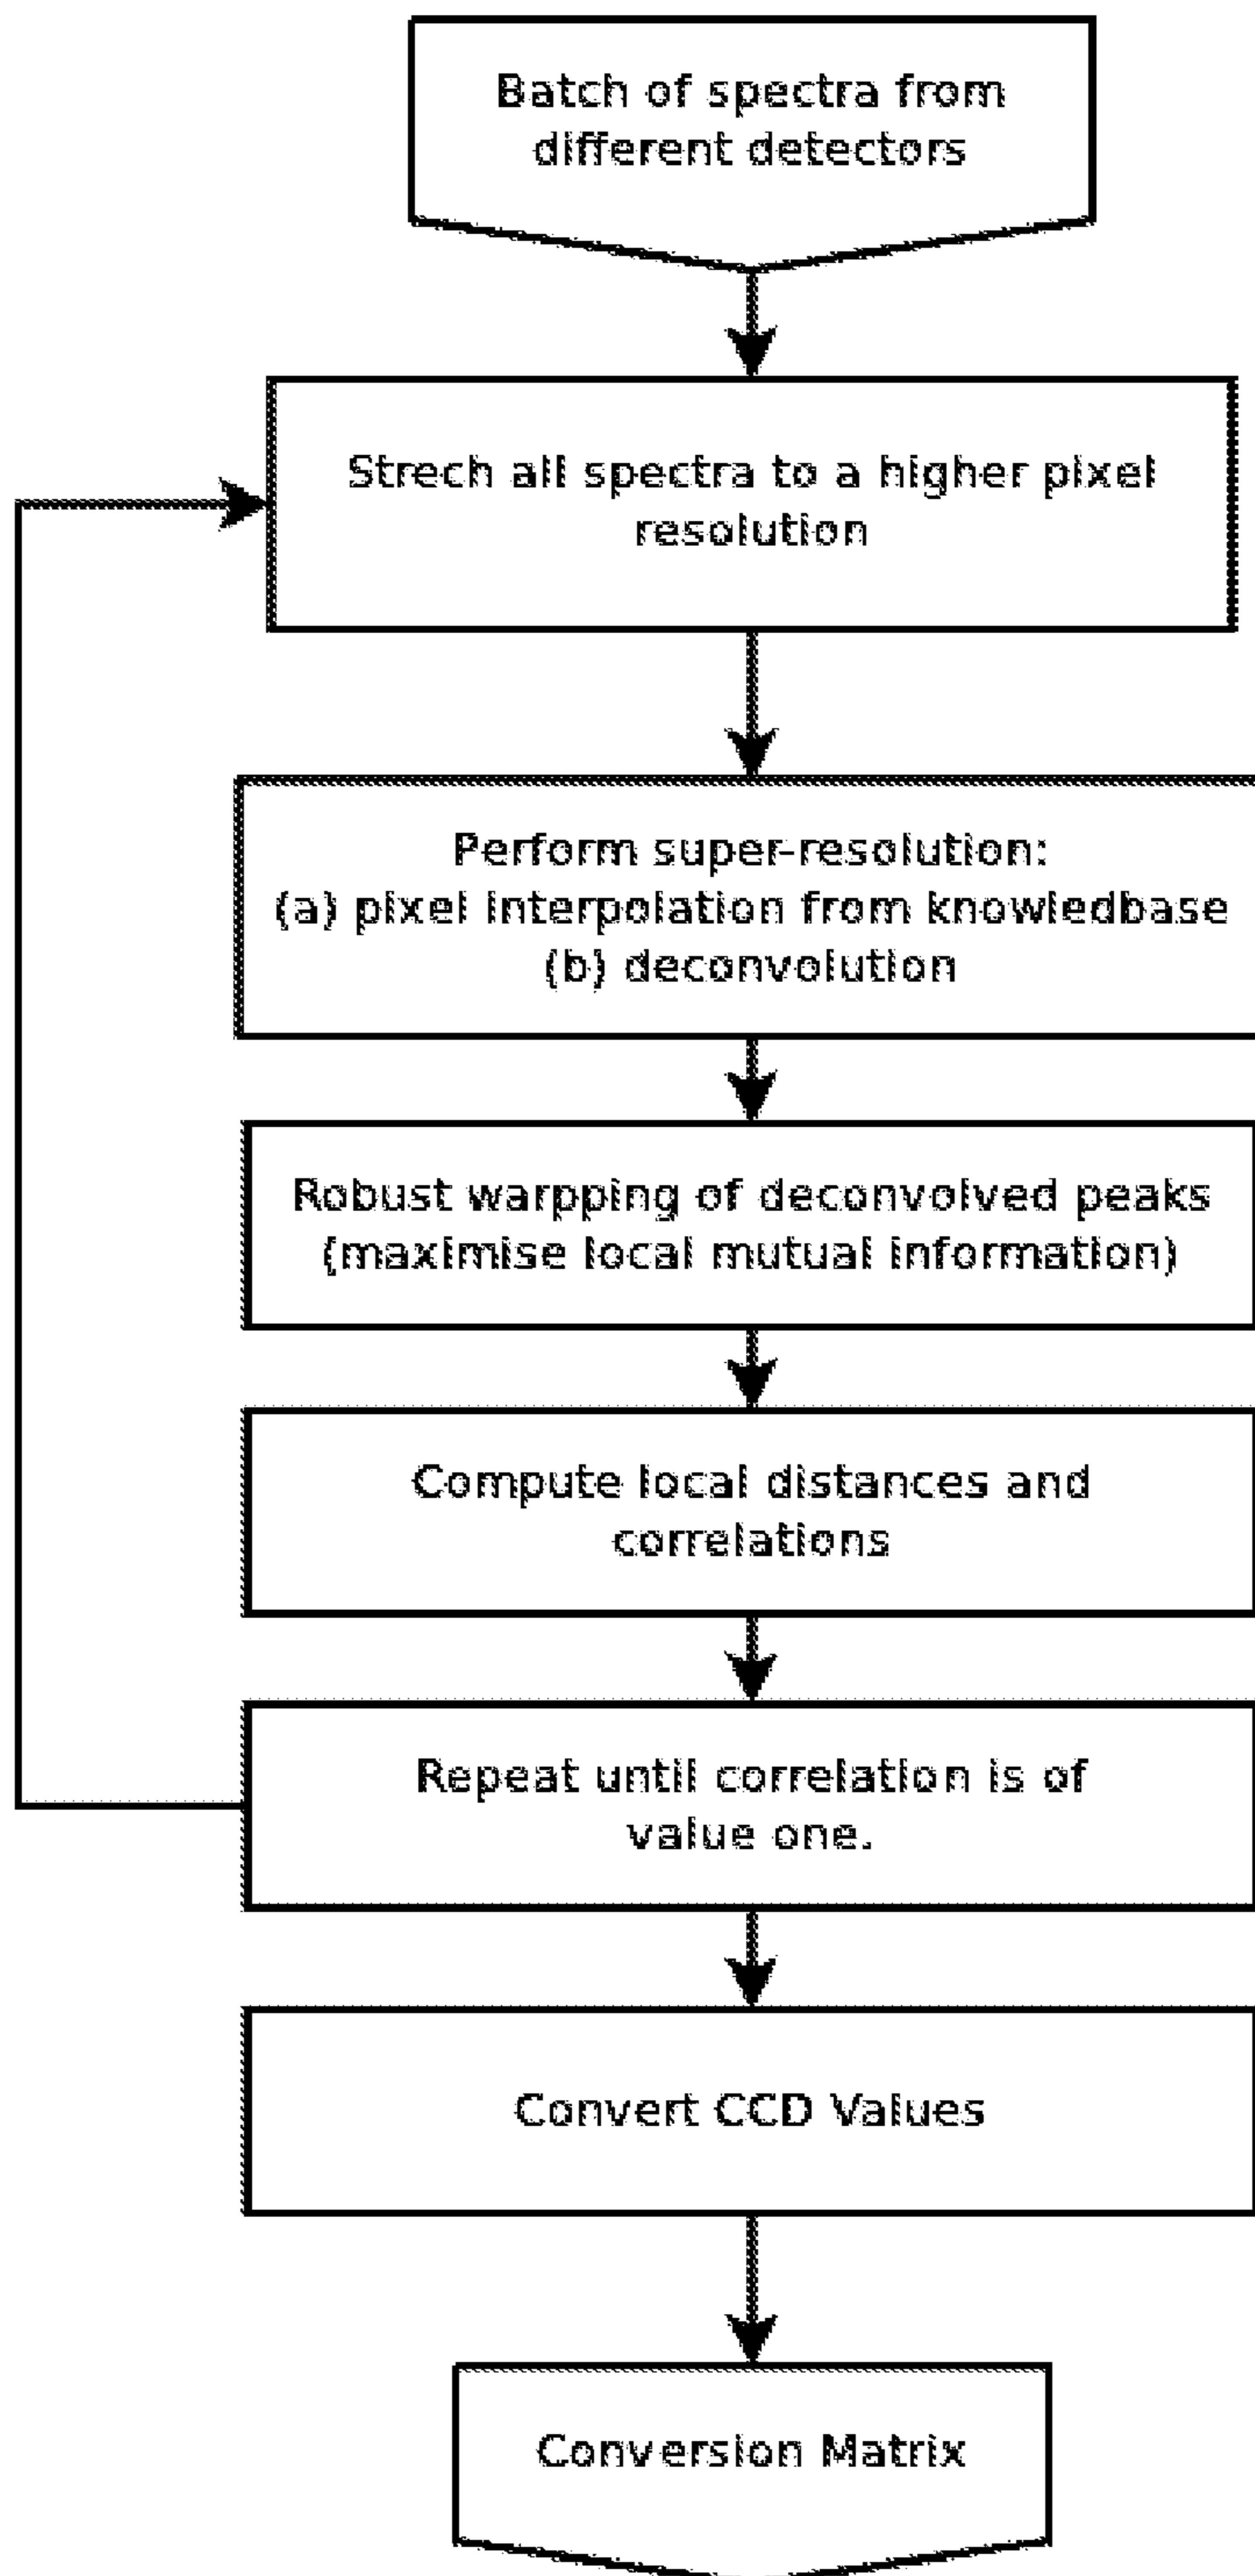 Batch of spectra from
different detectors
Strech all spectra to a higher pixel
resolution
Perform super-resolution:
(a) pixel interpolation from knowledbase
(b) deconvolution
Robust warpping of deconvolved peaks
(maximise local mutual information)
Compute local distances and
correlations
Repeat until correlation is of
value one.
Convert CCD Values
Conversion Matrix